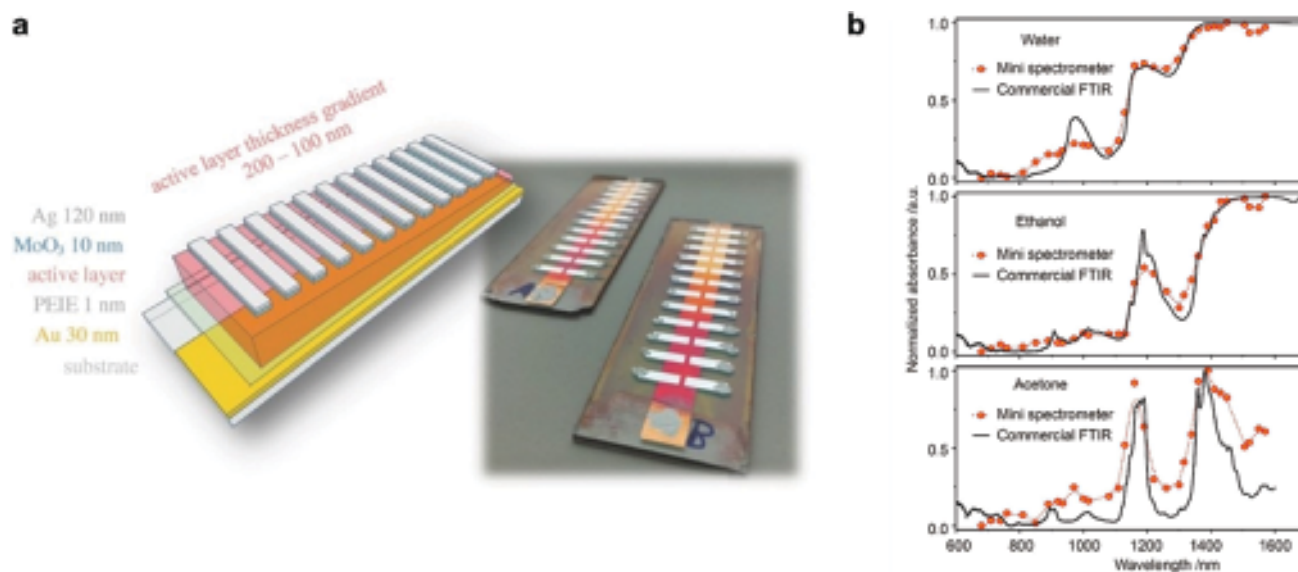 a
active layer thickness gradient
200 – 100 nm
Ag 120 nm
MoO₃ 10 nm
active layer
PEIE 1 nm
Au 30 nm
substrate
A
B
b
Normalized absorbance /a.u.
1.0
Water
Mini spectrometer
Commercial FTIR
0.5
0.0
1.0
Ethanol
Mini spectrometer
Commercial FTIR
0.5
0.0
1.0
Acetone
Mini spectrometer
Commercial FTIR
0.5
0.0
600 800 1000 1200 1400 1600
Wavelength /nm